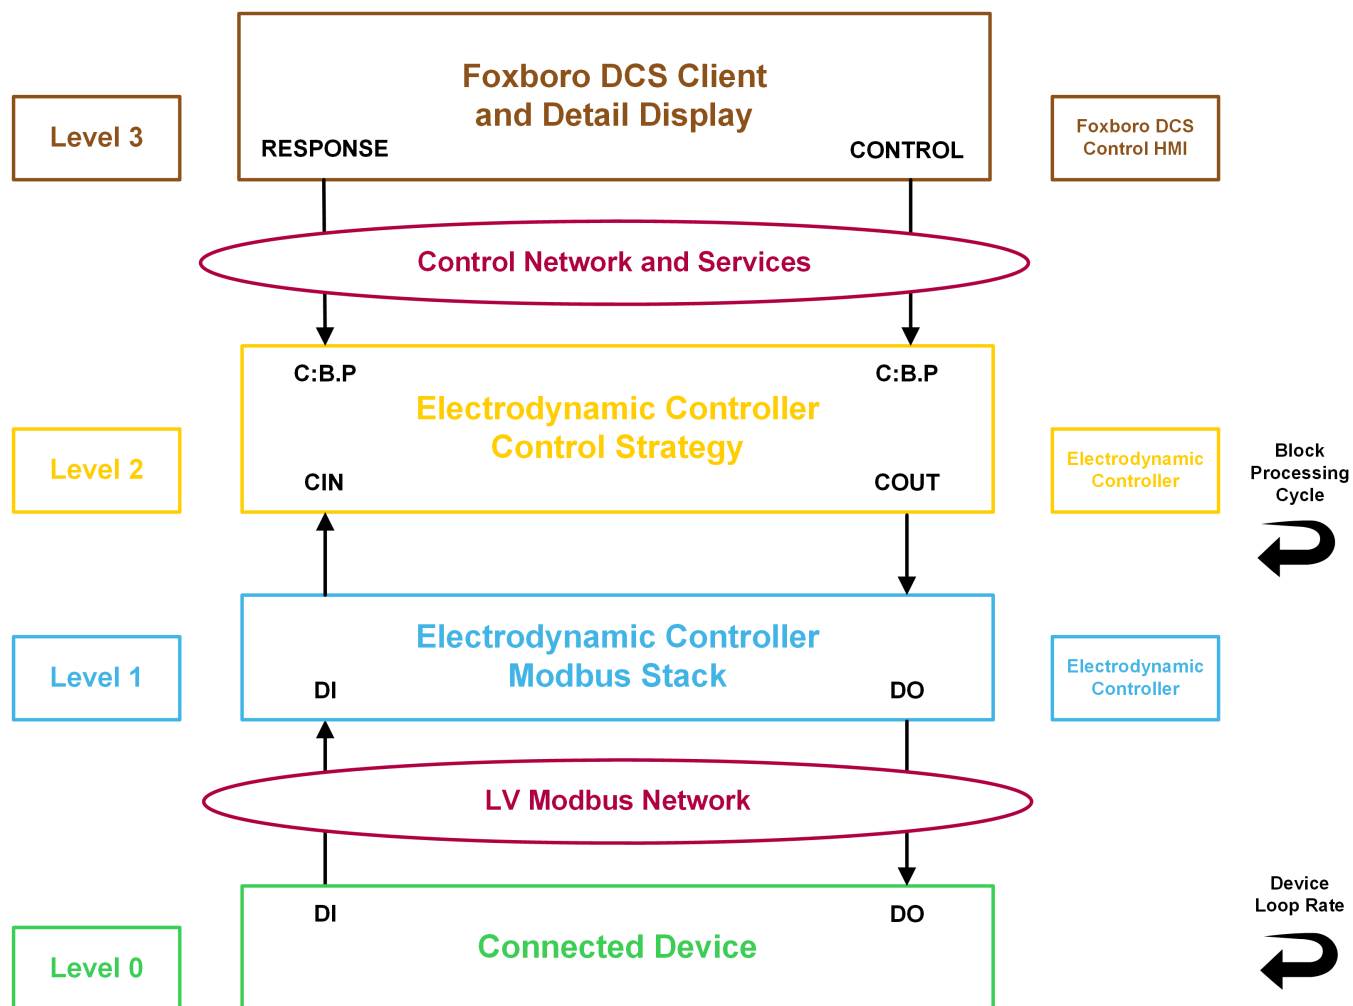 Foxboro DCS Client
and Detail Display
RESPONSE
CONTROL
Level 3
Foxboro DCS
Control HMI
Control Network and Services
C:B.P
C:B.P
Electrodynamic Controller
Control Strategy
CIN
COUT
Level 2
Electrodynamic
Controller
Block
Processing
Cycle
Electrodynamic Controller
Modbus Stack
DI
DO
Level 1
Electrodynamic
Controller
LV Modbus Network
DI
DO
Connected Device
Level 0
Device
Loop Rate